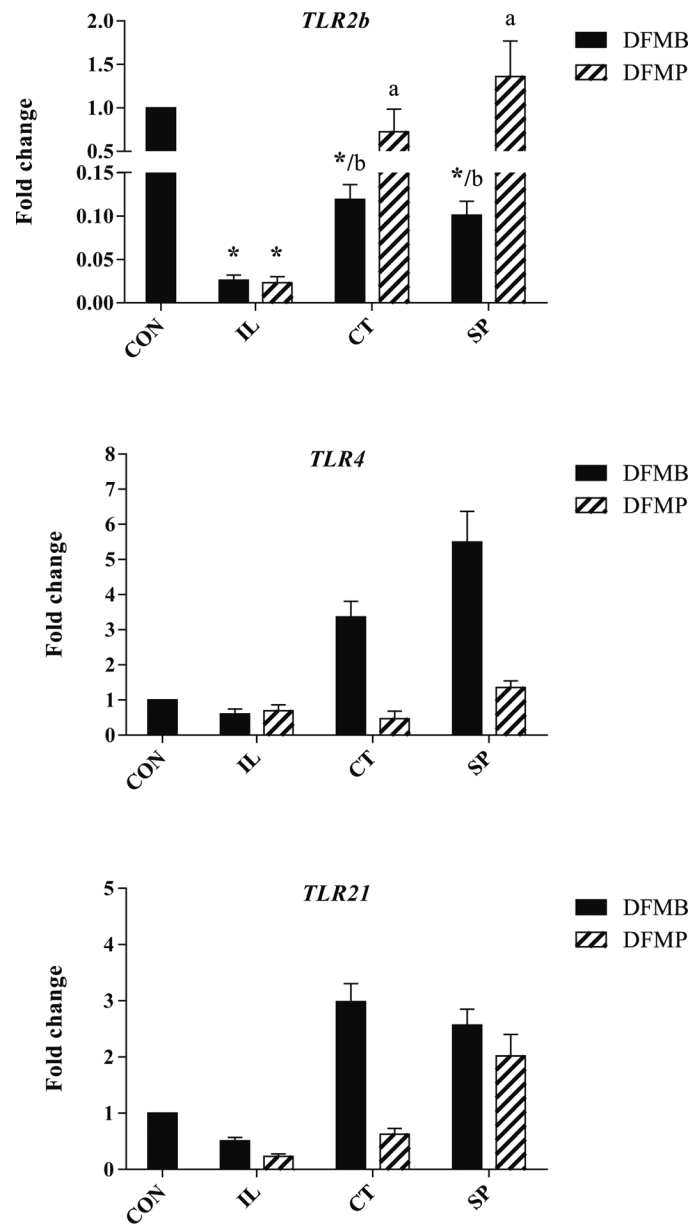 TLR2b
DFMB
DFMP
Fold change
2.0
1.5
1.0
0.5
0.15
0.10
0.05
0.00
* * */b a */b a
CON IL CT SP
TLR4
DFMB
DFMP
Fold change
8
7
6
5
4
3
2
1
0
CON IL CT SP
TLR21
DFMB
DFMP
Fold change
5
4
3
2
1
0
CON IL CT SP